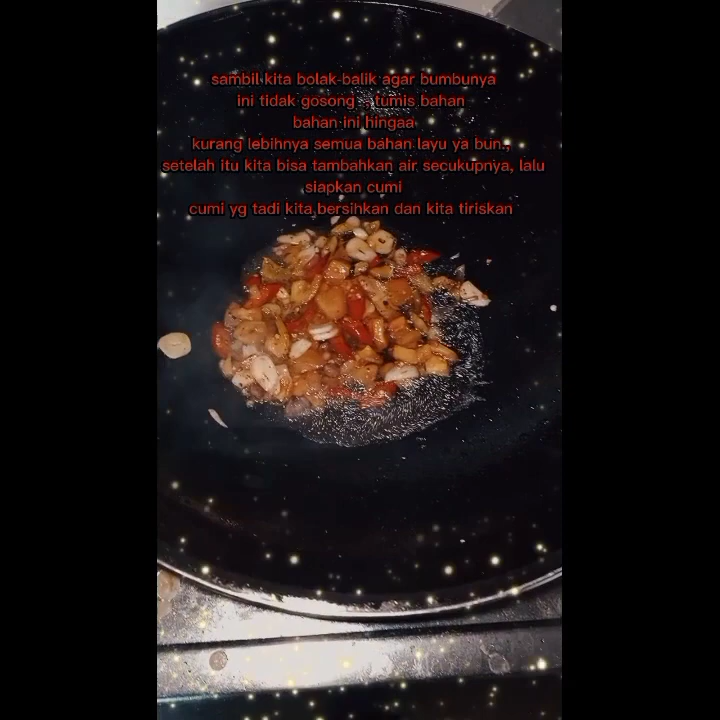 sambil kita bolak-balik agar bumbunya
ini tidak gosong , tumis bahan
bahan ini hingaa
kurang lebihnya semua bahan layu ya bun.,
setelah itu kita bisa tambahkan air secukupnya, lalu
siapkan cumi
cumi yg tadi kita bersihkan dan kita tiriskan